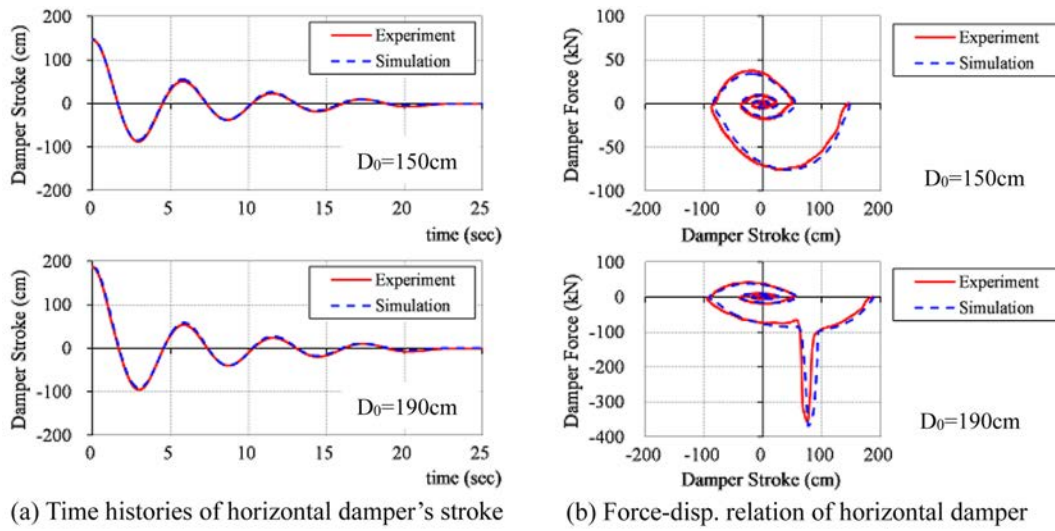 200
150
100
0
-100
-200
Damper Stroke (cm)
Experiment
Simulation
D₀=150cm
0 5 10 15 20 25
time (sec)
100
50
0
-50
-100
Damper Force (kN)
Experiment
Simulation
D₀=150cm
-200 -100 0 100 200
Damper Stroke (cm)
200
100
0
-100
-200
Damper Stroke (cm)
Experiment
Simulation
D₀=190cm
0 5 10 15 20 25
time (sec)
100
0
-100
-200
-300
-400
Damper Force (kN)
Experiment
Simulation
D₀=190cm
-200 -100 0 100 200
Damper Stroke (cm)
(a) Time histories of horizontal damper's stroke
(b) Force-disp. relation of horizontal damper